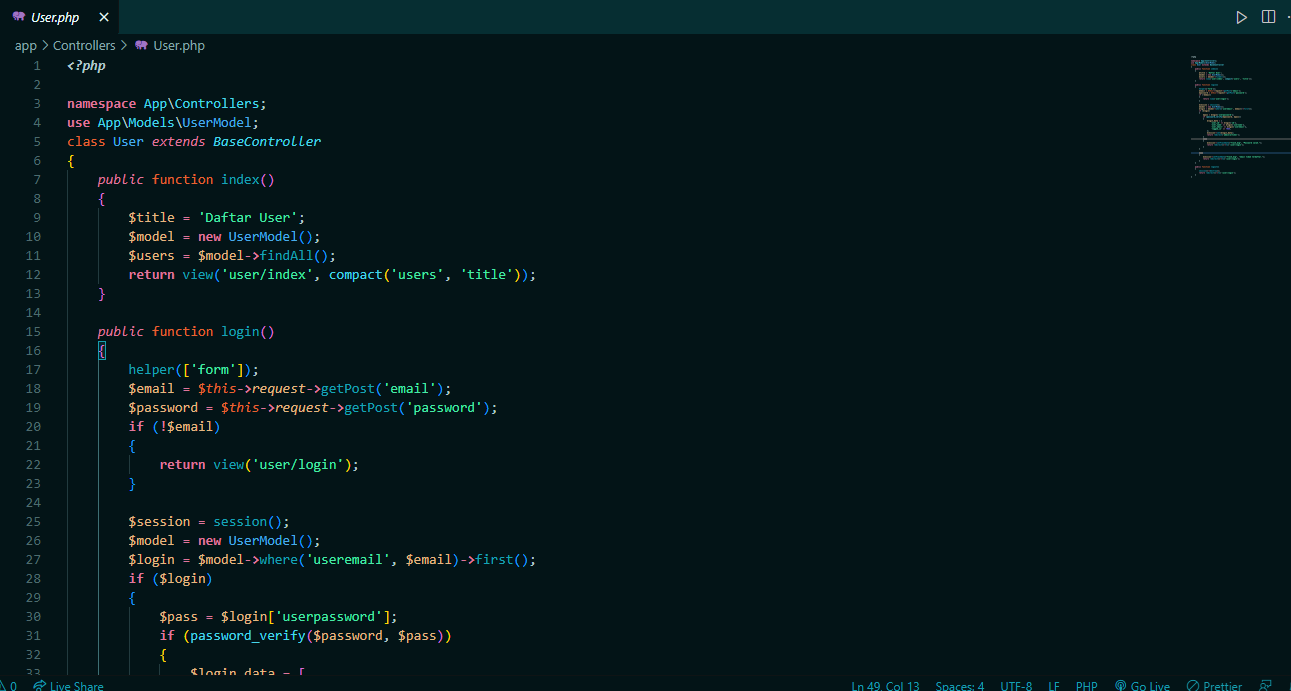 User.php
app > Controllers > User.php
1 <?php
2
3 namespace App\Controllers;
4 use App\Models\UserModel;
5 class User extends BaseController
6 {
7 public function index()
8 {
9 $title = 'Daftar User';
10 $model = new UserModel();
11 $users = $model->findAll();
12 return view('user/index', compact('users', 'title'));
13 }
14
15 public function login()
16 {
17 helper(['form']);
18 $email = $this->request->getPost('email');
19 $password = $this->request->getPost('password');
20 if (!$email)
21 {
22 return view('user/login');
23 }
24
25 $session = session();
26 $model = new UserModel();
27 $login = $model->where('useremail', $email)->first();
28 if ($login)
29 {
30 $pass = $login['userpassword'];
31 if (password_verify($password, $pass))
32 {
33 $login_data = [
0 Live Share Ln 49, Col 13 Spaces: 4 UTF-8 LF PHP Go Live Prettier